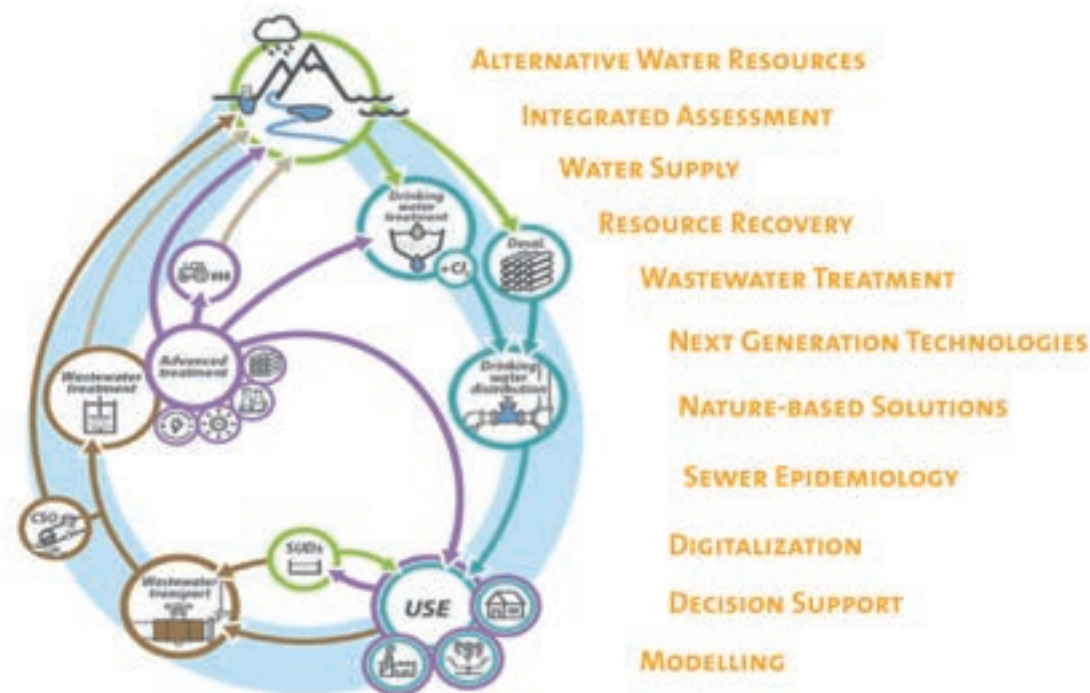 ALTERNATIVE WATER RESOURCES
INTEGRATED ASSESSMENT
WATER SUPPLY
RESOURCE RECOVERY
WASTEWATER TREATMENT
NEXT GENERATION TECHNOLOGIES
NATURE-BASED SOLUTIONS
SEWER EPIDEMIOLOGY
DIGITALIZATION
DECISION SUPPORT
MODELLING
Drinking
water
treatment
+Cl₂
Desal.
Advanced
treatment
Wastewater
treatment
Drinking
water
distribution
CSO
SUDs
Wastewater
transport
USE